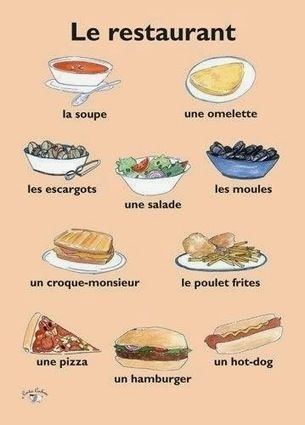 Le restaurant
la soupe
une omelette
les escargots
une salade
les moules
un croque-monsieur
le poulet frites
une pizza
un hamburger
un hot-dog